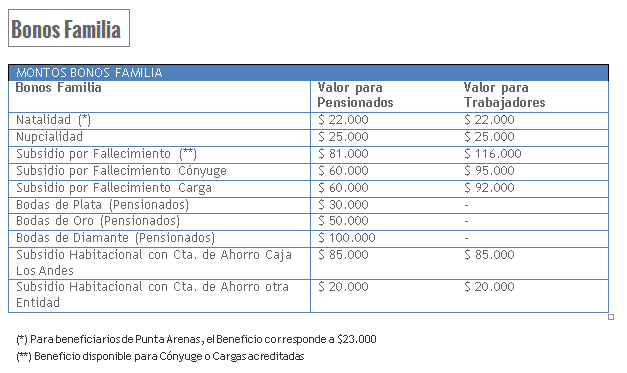 Bonos Familia
MONTOS BONOS FAMILIA
Bonos Familia Valor para Pensionados Valor para Trabajadores
Natalidad (*) $ 22.000 $ 22.000
Nupcialidad $ 25.000 $ 25.000
Subsidio por Fallecimiento (**) $ 81.000 $ 116.000
Subsidio por Fallecimiento Cónyuge $ 60.000 $ 95.000
Subsidio por Fallecimiento Carga $ 60.000 $ 92.000
Bodas de Plata (Pensionados) $ 30.000 -
Bodas de Oro (Pensionados) $ 50.000 -
Bodas de Diamante (Pensionados) $ 100.000 -
Subsidio Habitacional con Cta. de Ahorro Caja $ 85.000 $ 85.000
Los Andes
Subsidio Habitacional con Cta. de Ahorro otra $ 20.000 $ 20.000
Entidad
(*) Para beneficiarios de Punta Arenas, el Beneficio corresponde a $23.000
(**) Beneficio disponible para Cónyuge o Cargas acreditadas